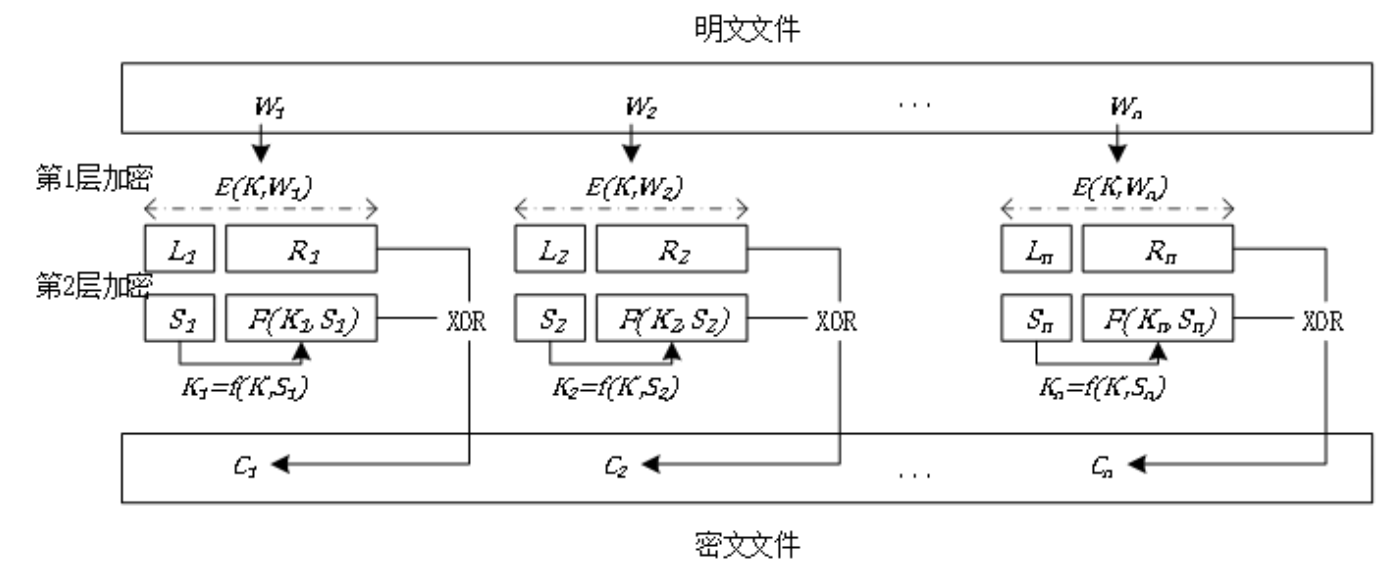 明文文件
W1 W2 ... Wn
第1层加密
E(K,W1) E(K,W2) E(K,Wn)
L1 R1 L2 R2 Ln Rn
第2层加密
S1 F(K1,S1) XOR S2 F(K2,S2) XOR Sn F(Kn,Sn) XOR
K1=f(K,S1) K2=f(K,S2) Kn=f(K,Sn)
C1 C2 ... Cn
密文文件